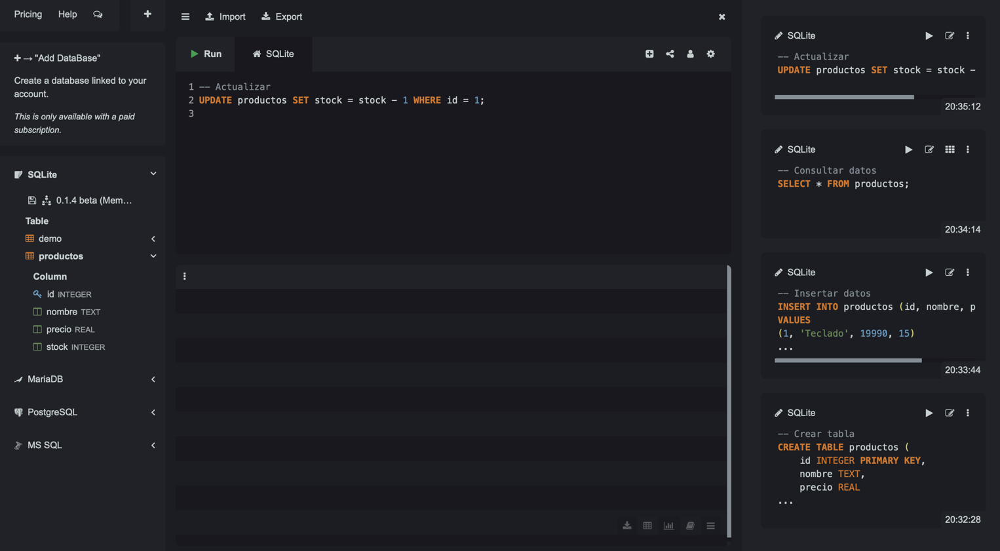 Pricing Help
+ → "Add DataBase"
Create a database linked to your
account.
This is only available with a paid
subscription.
SQLite
0.1.4 beta (Mem...
Table
demo
productos
Column
id INTEGER
nombre TEXT
precio REAL
stock INTEGER
MariaDB
PostgreSQL
MS SQL
Import Export
Run SQLite
1 -- Actualizar
2 UPDATE productos SET stock = stock - 1 WHERE id = 1;
3
SQLite
-- Actualizar
UPDATE productos SET stock = stock -
20:35:12
SQLite
-- Consultar datos
SELECT * FROM productos;
20:34:14
SQLite
-- Insertar datos
INSERT INTO productos (id, nombre, p
VALUES
(1, 'Teclado', 19990, 15)
...
20:33:44
SQLite
-- Crear tabla
CREATE TABLE productos (
id INTEGER PRIMARY KEY,
nombre TEXT,
precio REAL
...
20:32:28